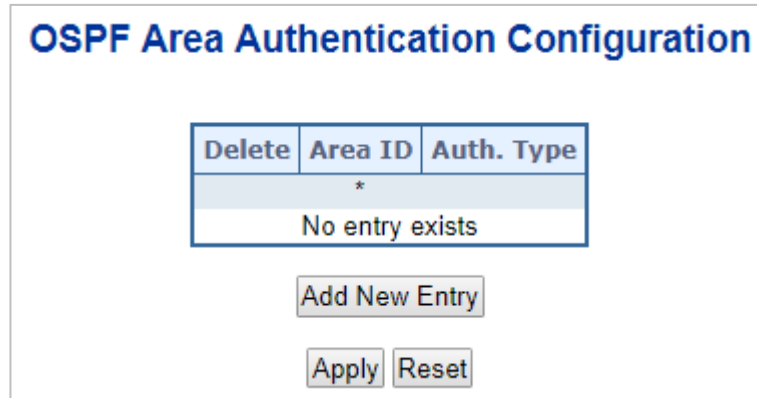 OSPF Area Authentication Configuration
Delete Area ID Auth. Type
*
No entry exists
Add New Entry
Apply Reset